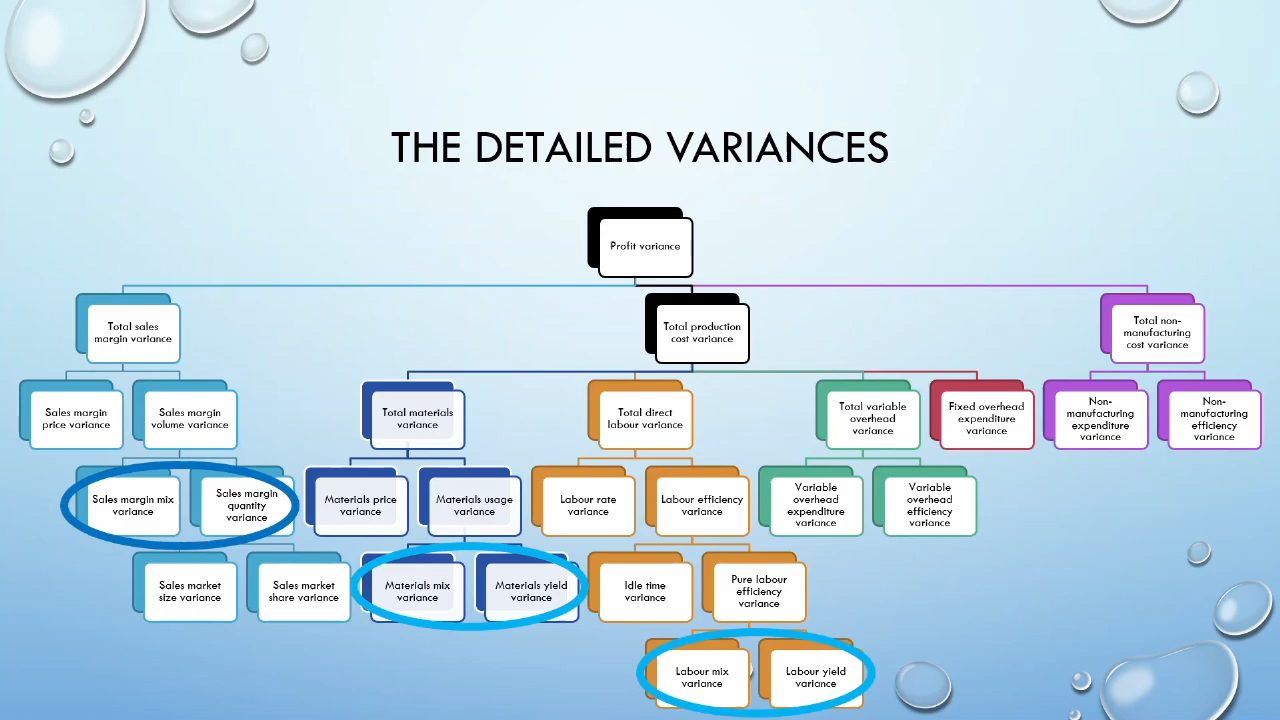 THE DETAILED VARIANCES
Profit variance
Total sales
margin variance
Total production
cost variance
Total non-
manufacturing
cost variance
Sales margin
price variance
Sales margin
volume variance
Total materials
variance
Total direct
labour variance
Total variable
overhead
variance
Fixed overhead
expenditure
variance
Non-
manufacturing
expenditure
variance
Non-
manufacturing
efficiency
variance
Sales margin mix
variance
Sales margin
quantity
variance
Materials price
variance
Materials usage
variance
Labour rate
variance
Labour efficiency
variance
Variable
overhead
expenditure
variance
Variable
overhead
efficiency
variance
Sales market
size variance
Sales market
share variance
Materials mix
variance
Materials yield
variance
Idle time
variance
Pure labour
efficiency
variance
Labour mix
variance
Labour yield
variance